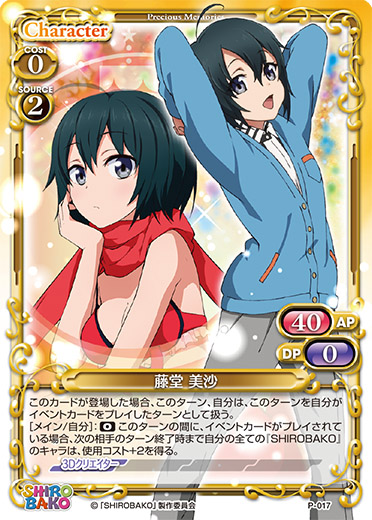 Precious Memories
Character
COST
0
SOURCE
2
40 AP
DP 0
藤堂 美沙
このカードが登場した場合、このターン、自分は、このターンを自分が
イベントカードをプレイしたターンとして扱う。
[メイン/自分]:0このターンの間に、イベントカードがプレイされて
いる場合、次の相手のターン終了時まで自分の全ての『SHIROBAKO』
のキャラは、使用コスト+2を得る。
3Dクリエイター
SHIRO
BAKO
©「SHIROBAKO」製作委員会
P-017